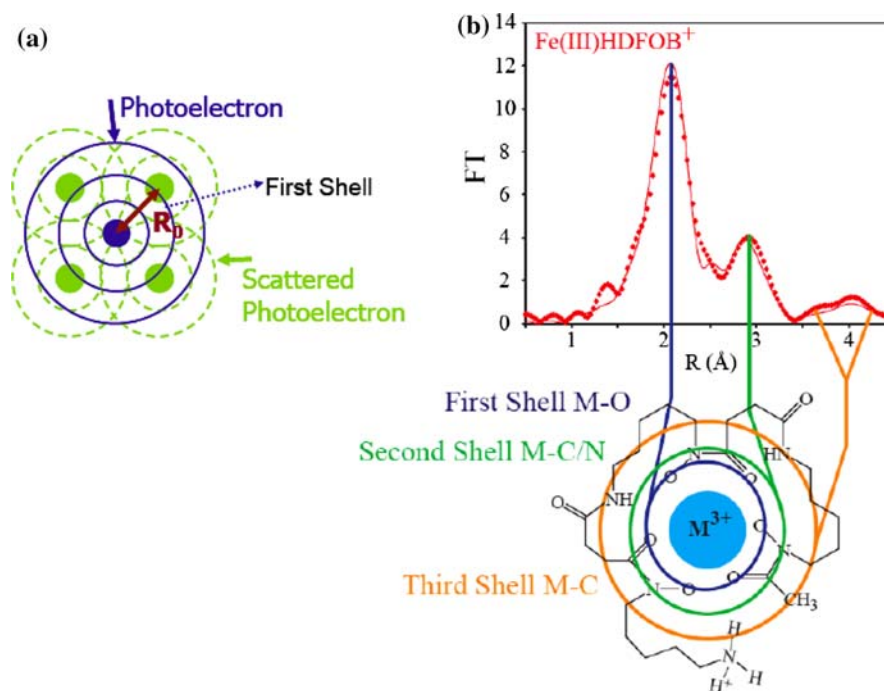 (a)
Photoelectron
First Shell
R0
Scattered
Photoelectron
(b)
Fe(III)HDFOB+
14
12
10
8
6
4
2
0
FT
1
2
3
4
R (Å)
First Shell M-O
Second Shell M-C/N
Third Shell M-C
O
N
HN
O
O
NH
O
M3+
O
O
N
O
N
O
CH3
H
N
H
H+